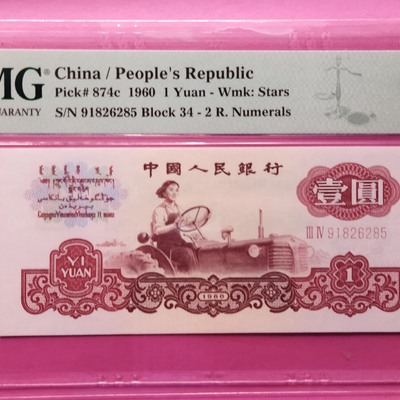 MG®
UARANTY
China / People's Republic
Pick# 874c 1960 1 Yuan - Wmk: Stars
S/N 91826285 Block 34 - 2 R. Numerals
中國人民銀行
壹圓
III IV 91826285
YI
YUAN
1
1960